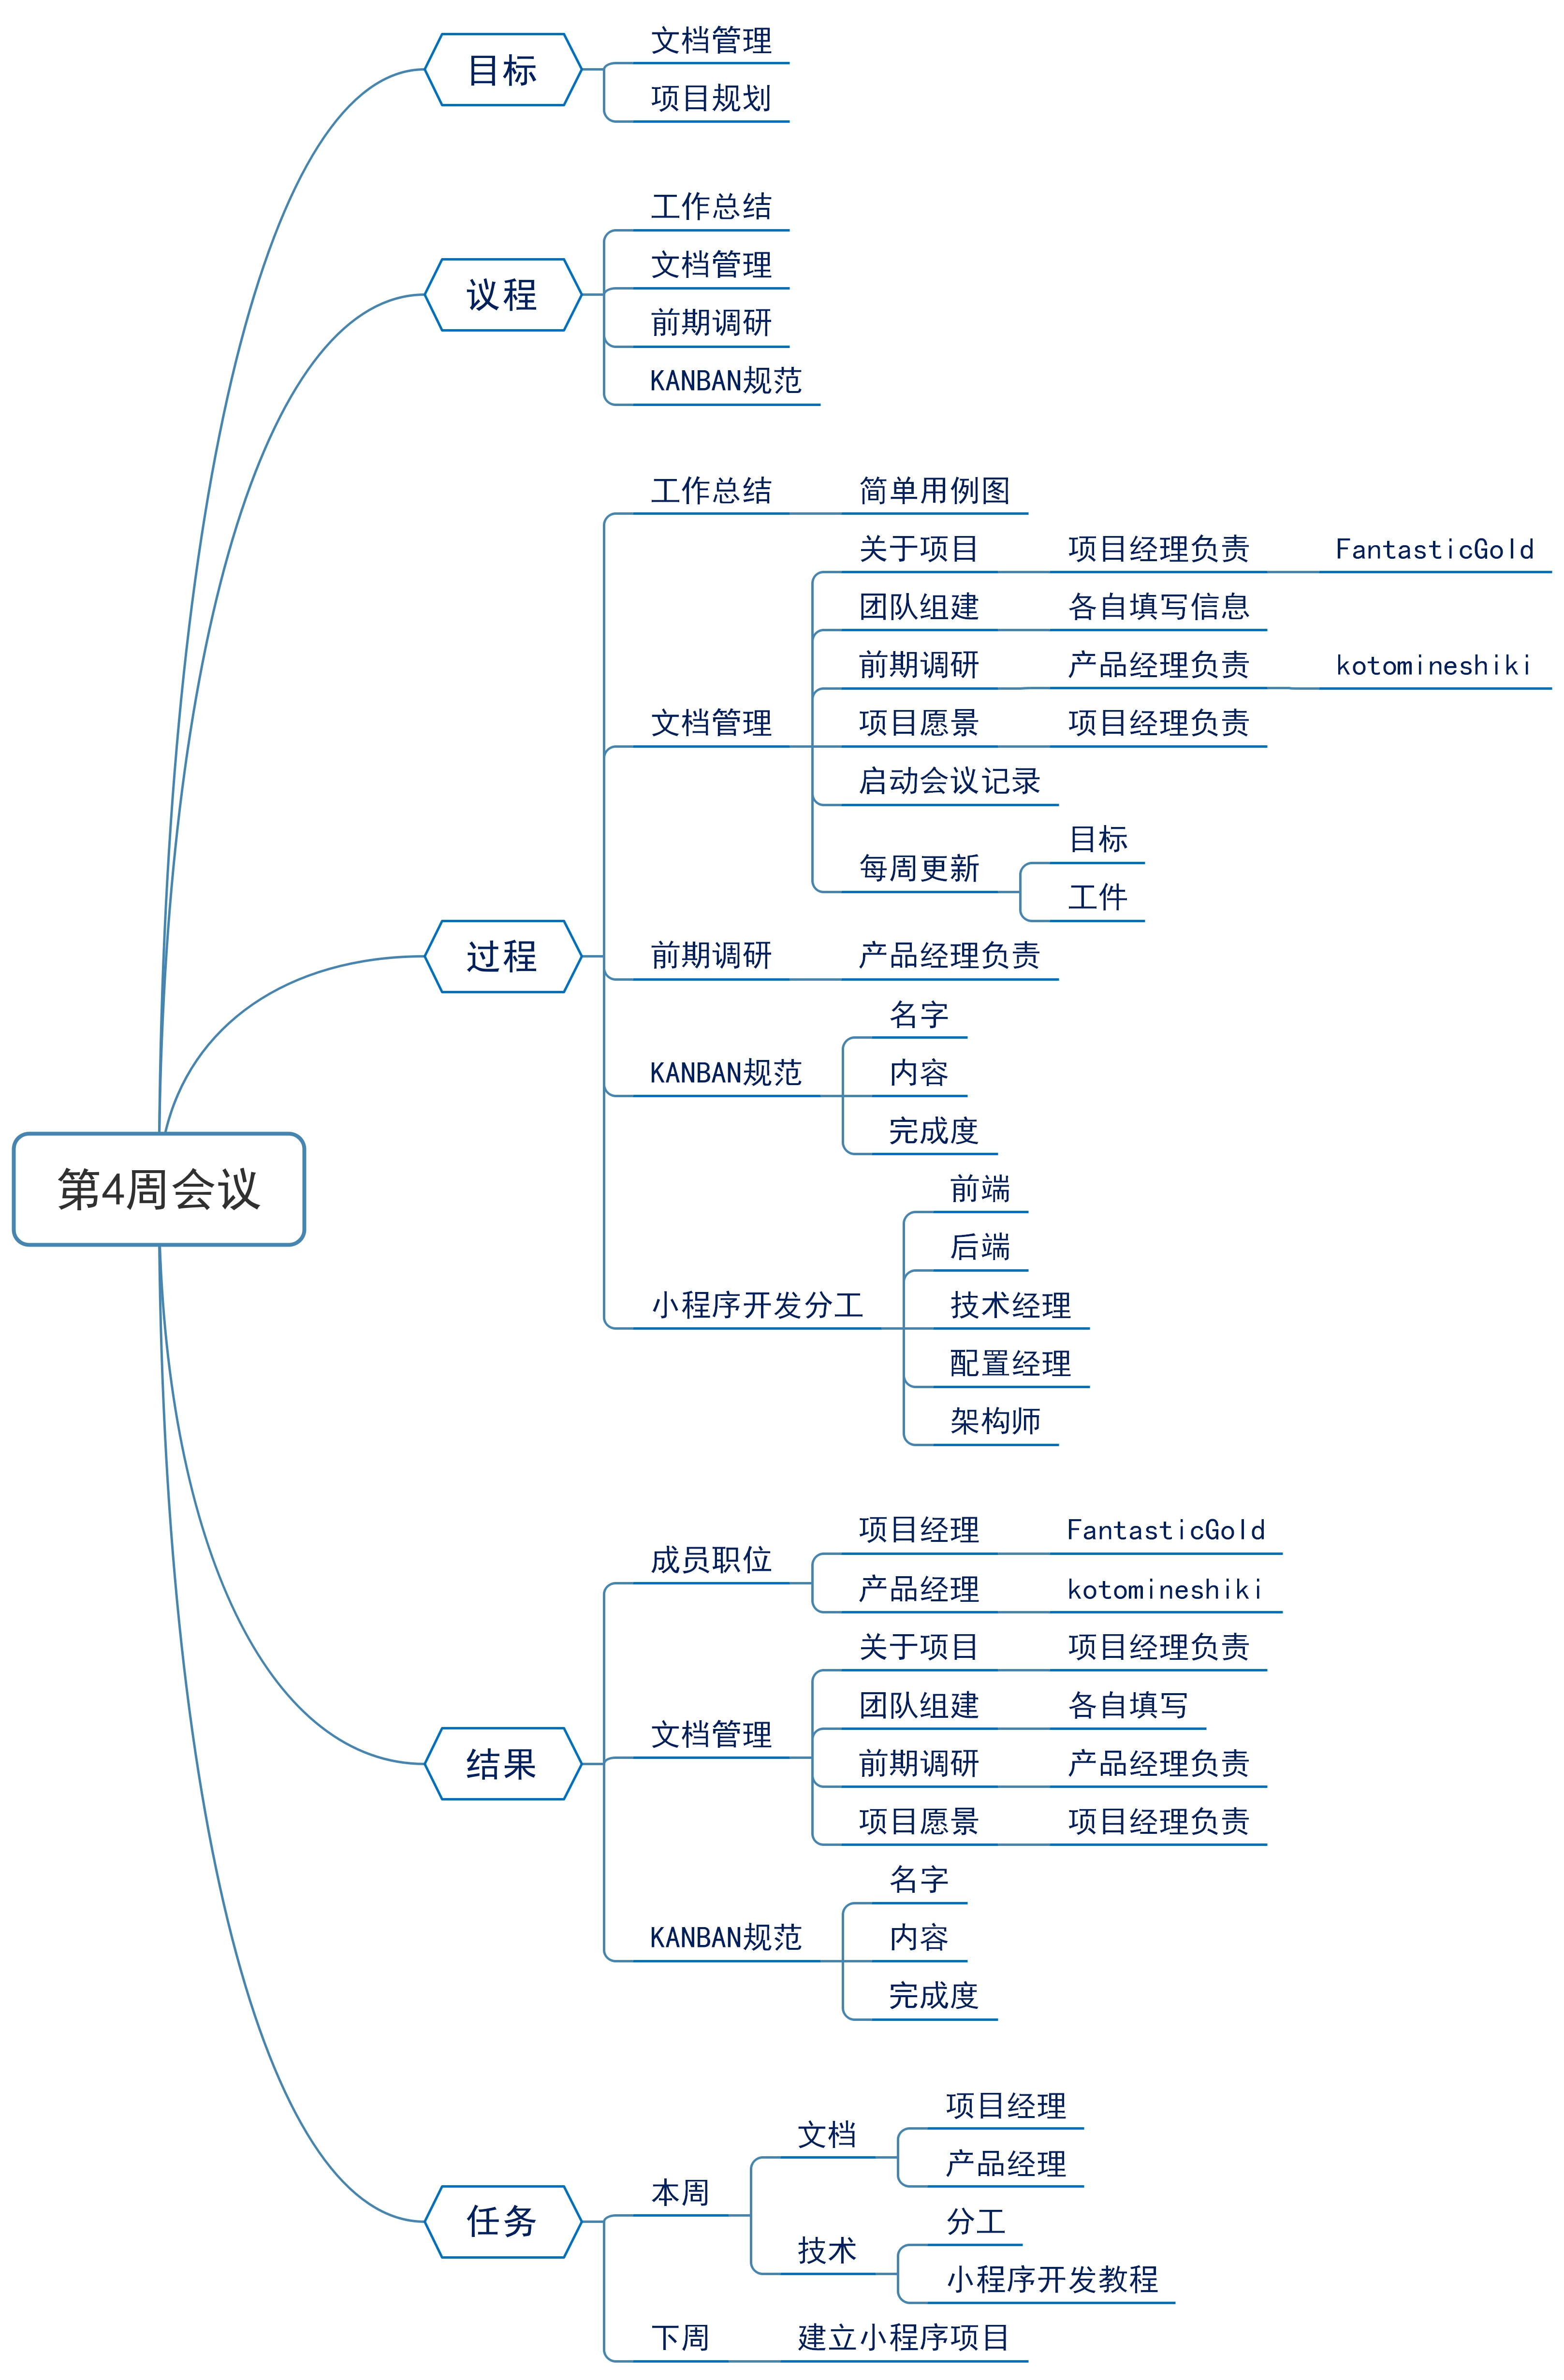 第4周会议
目标
文档管理
项目规划
议程
工作总结
文档管理
前期调研
KANBAN规范
过程
工作总结
简单用例图
文档管理
关于项目
项目经理负责
FantasticGold
团队组建
各自填写信息
前期调研
产品经理负责
kotomineshiki
项目愿景
项目经理负责
启动会议记录
每周更新
目标
工件
前期调研
产品经理负责
KANBAN规范
名字
内容
完成度
小程序开发分工
前端
后端
技术经理
配置经理
架构师
结果
成员职位
项目经理
FantasticGold
产品经理
kotomineshiki
文档管理
关于项目
项目经理负责
团队组建
各自填写
前期调研
产品经理负责
项目愿景
项目经理负责
KANBAN规范
名字
内容
完成度
任务
本周
文档
项目经理
产品经理
技术
分工
小程序开发教程
下周
建立小程序项目